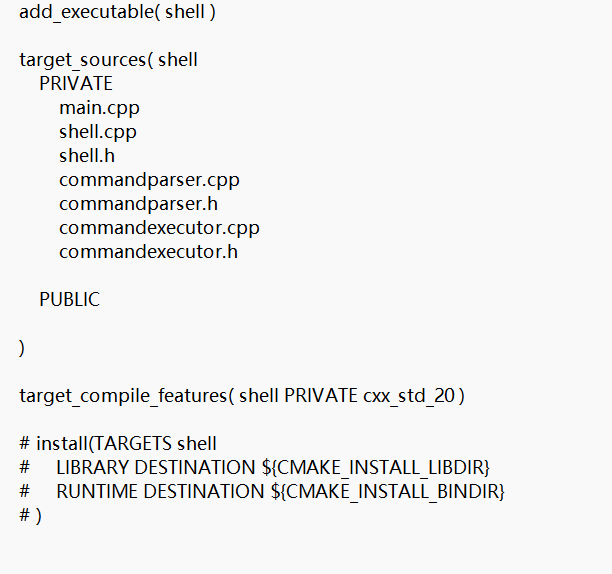 add_executable( shell )
target_sources( shell
PRIVATE
main.cpp
shell.cpp
shell.h
commandparser.cpp
commandparser.h
commandexecutor.cpp
commandexecutor.h
PUBLIC
)
target_compile_features( shell PRIVATE cxx_std_20 )
# install(TARGETS shell
# LIBRARY DESTINATION ${CMAKE_INSTALL_LIBDIR}
# RUNTIME DESTINATION ${CMAKE_INSTALL_BINDIR}
# )